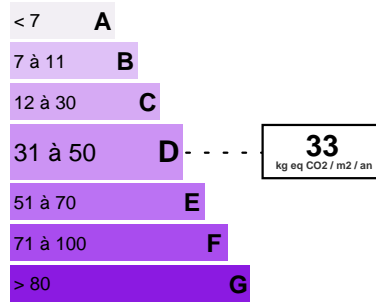 < 7 A
7 à 11 B
12 à 30 C
31 à 50 D
33
kg eq CO2 / m2 / an
51 à 70 E
71 à 100 F
> 80 G